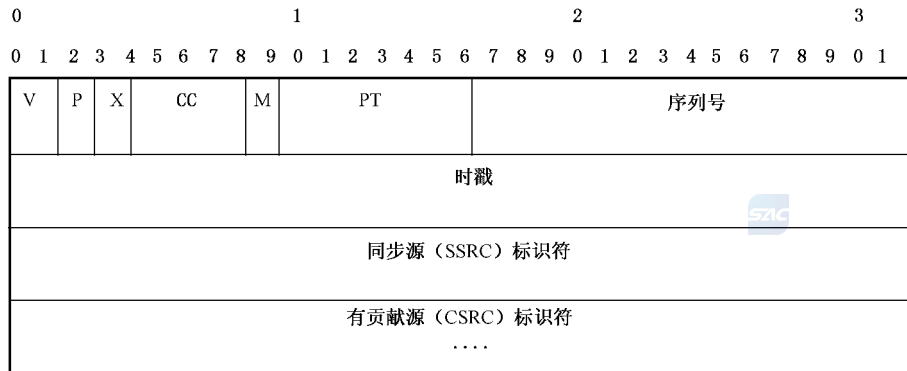 0 1 2 3
0 1 2 3 4 5 6 7 8 9 0 1 2 3 4 5 6 7 8 9 0 1 2 3 4 5 6 7 8 9 0 1
V P X CC M PT 序列号
时戳
SAC
同步源（SSRC）标识符
有贡献源（CSRC）标识符
....